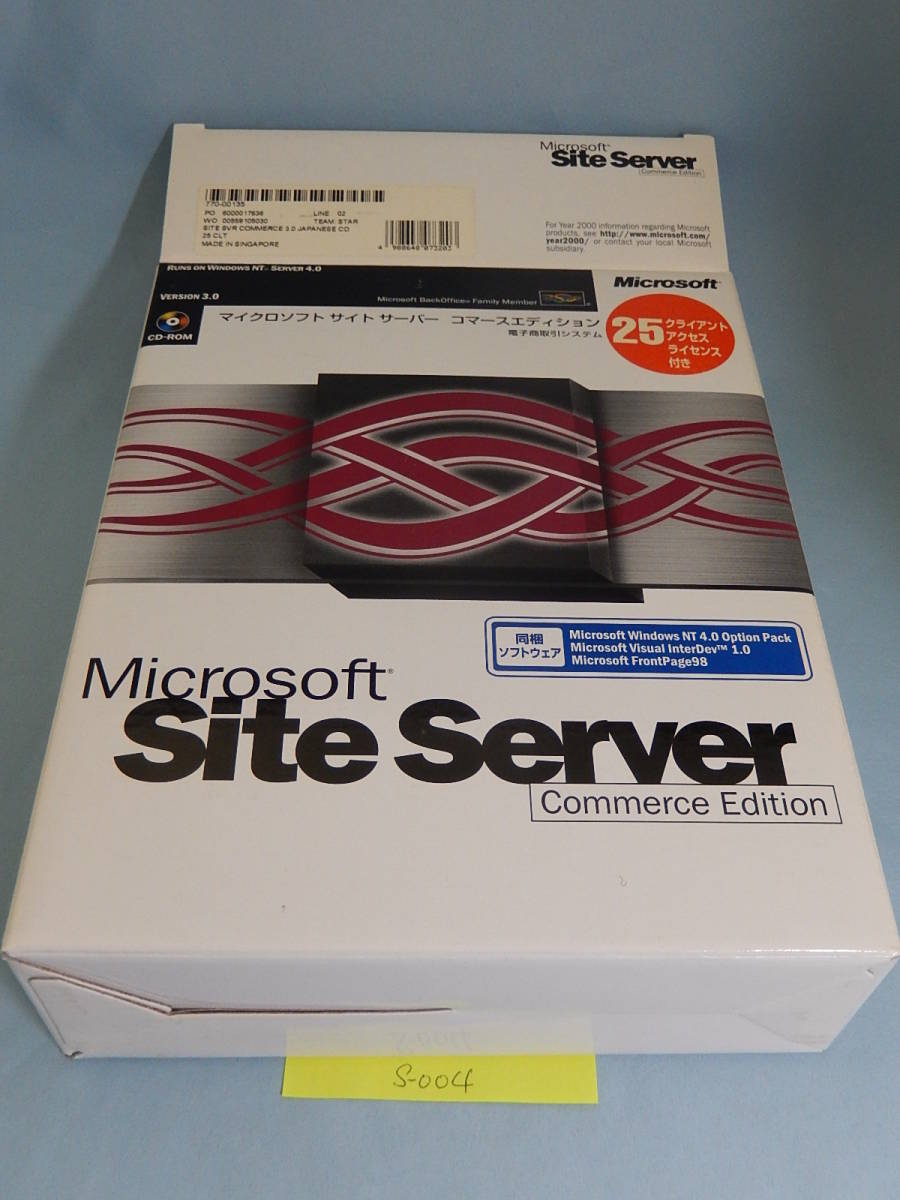 Microsoft
Site Server
Commerce Edition
770-00135
PO 6000017636 LINE 02
WO 00559105030 TEAM STAR
SITE SVR COMMERCE 3.0 JAPANESE CD
25 CLT
MADE IN SINGAPORE
4 988648 073203
For Year 2000 information regarding Microsoft
products, see http://www.microsoft.com/
year2000/ or contact your local Microsoft
subsidiary.
RUNS ON WINDOWS NT® SERVER 4.0
VERSION 3.0
Microsoft BackOffice® Family Member
Microsoft®
CD-ROM
マイクロソフト サイト サーバー コマースエディション
電子商取引システム
25 クライアント
アクセス
ライセンス
付き
同梱
ソフトウェア
Microsoft Windows NT 4.0 Option Pack
Microsoft Visual InterDev™ 1.0
Microsoft FrontPage98
Microsoft®
Site Server
Commerce Edition
S-004